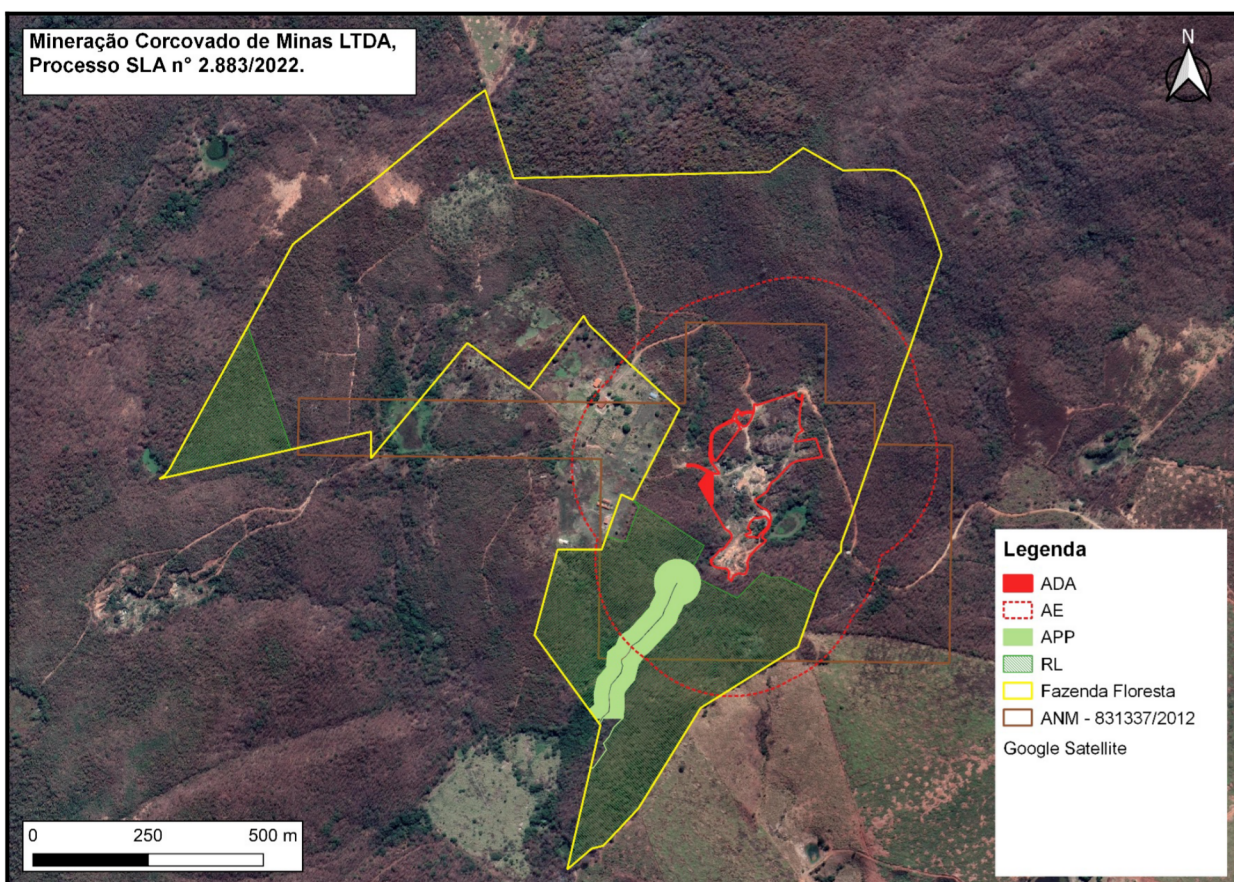 Mineração Corcovado de Minas LTDA,
Processo SLA n° 2.883/2022.
N
Legenda
ADA
AE
APP
RL
Fazenda Floresta
ANM - 831337/2012
Google Satellite
0 250 500 m